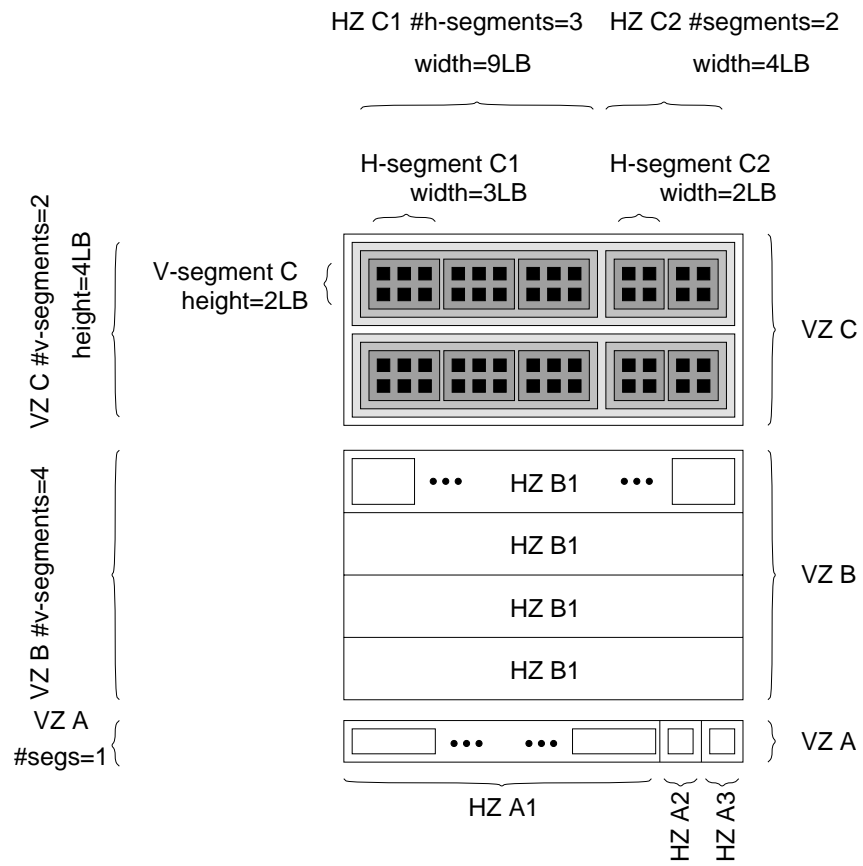 HZ C1 #h-segments=3
width=9LB
HZ C2 #segments=2
width=4LB
H-segment C1
width=3LB
H-segment C2
width=2LB
VZ C #v-segments=2
height=4LB
V-segment C
height=2LB
VZ C
VZ B #v-segments=4
HZ B1
HZ B1
HZ B1
HZ B1
VZ B
VZ A
#segs=1
VZ A
HZ A1
HZ A2
HZ A3